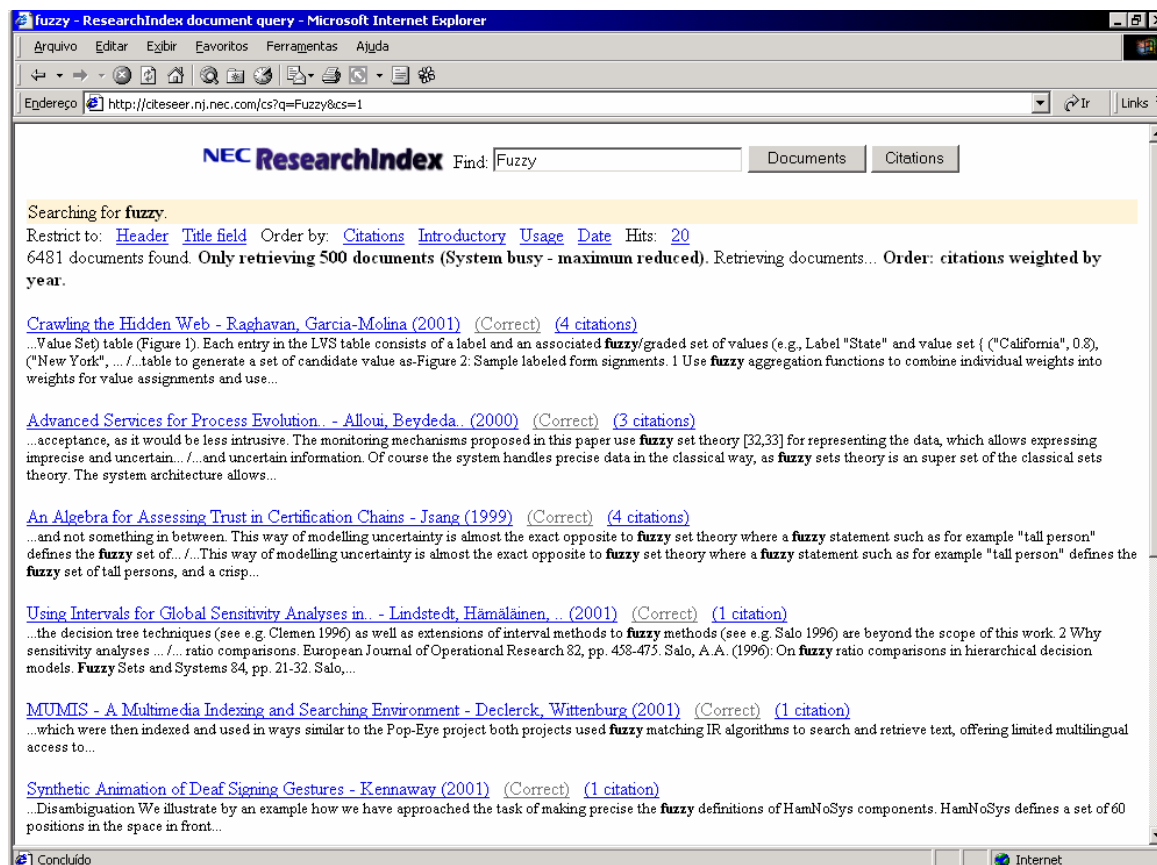 fuzzy - ResearchIndex document query - Microsoft Internet Explorer
Arquivo Editar Exibir Favoritos Ferramentas Ajuda
Endereço http://citeseer.nj.nec.com/cs?q=Fuzzy&cs=1 Ir Links
NEC ResearchIndex Find: Fuzzy Documents Citations
Searching for fuzzy.
Restrict to: Header Title field Order by: Citations Introductory Usage Date Hits: 20
6481 documents found. Only retrieving 500 documents (System busy - maximum reduced). Retrieving documents... Order: citations weighted by
year.
Crawling the Hidden Web - Raghavan, Garcia-Molina (2001) (Correct) (4 citations)
...Value Set) table (Figure 1). Each entry in the LVS table consists of a label and an associated fuzzy/graded set of values (e.g., Label "State" and value set { ("California", 0.8),
("New York", ... /...table to generate a set of candidate value as-Figure 2: Sample labeled form signments. 1 Use fuzzy aggregation functions to combine individual weights into
weights for value assignments and use...
Advanced Services for Process Evolution.. - Alloui, Beydeda.. (2000) (Correct) (3 citations)
...acceptance, as it would be less intrusive. The monitoring mechanisms proposed in this paper use fuzzy set theory [32,33] for representing the data, which allows expressing
imprecise and uncertain... /...and uncertain information. Of course the system handles precise data in the classical way, as fuzzy sets theory is an super set of the classical sets
theory. The system architecture allows...
An Algebra for Assessing Trust in Certification Chains - Jsang (1999) (Correct) (4 citations)
...and not something in between. This way of modelling uncertainty is almost the exact opposite to fuzzy set theory where a fuzzy statement such as for example "tall person"
defines the fuzzy set of... /...This way of modelling uncertainty is almost the exact opposite to fuzzy set theory where a fuzzy statement such as for example "tall person" defines the
fuzzy set of tall persons, and a crisp...
Using Intervals for Global Sensitivity Analyses in.. - Lindstedt, Hämäläinen, .. (2001) (Correct) (1 citation)
...the decision tree techniques (see e.g. Clemen 1996) as well as extensions of interval methods to fuzzy methods (see e.g. Salo 1996) are beyond the scope of this work. 2 Why
sensitivity analyses ... /... ratio comparisons. European Journal of Operational Research 82, pp. 458-475. Salo, A.A. (1996): On fuzzy ratio comparisons in hierarchical decision
models. Fuzzy Sets and Systems 84, pp. 21-32. Salo,...
MUMIS - A Multimedia Indexing and Searching Environment - Declerck, Wittenburg (2001) (Correct) (1 citation)
...which were then indexed and used in ways similar to the Pop-Eye project both projects used fuzzy matching IR algorithms to search and retrieve text, offering limited multilingual
access to...
Synthetic Animation of Deaf Signing Gestures - Kennaway (2001) (Correct) (1 citation)
...Disambiguation We illustrate by an example how we have approached the task of making precise the fuzzy definitions of HamNoSys components. HamNoSys defines a set of 60
positions in the space in front...
Concluído Internet